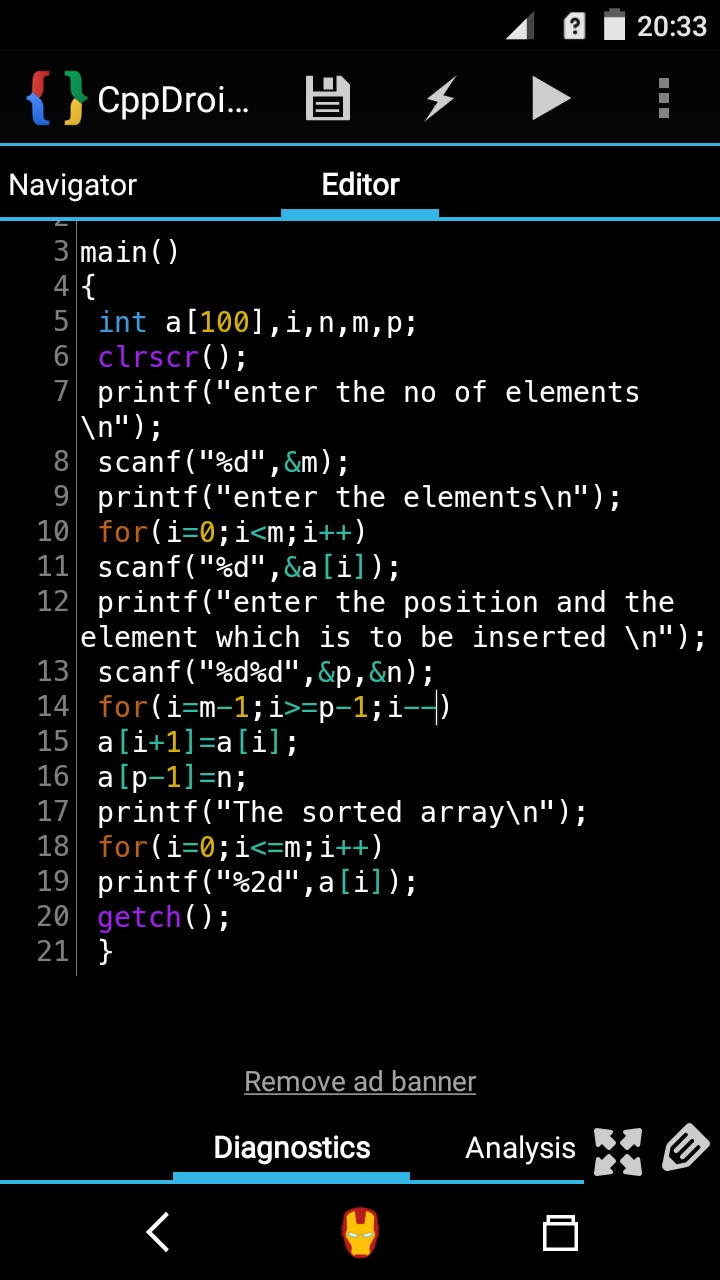 20:33
CppDroi...
Navigator
Editor
2
3 main()
4 {
5 int a[100],i,n,m,p;
6 clrscr();
7 printf("enter the no of elements
\n");
8 scanf("%d",&m);
9 printf("enter the elements\n");
10 for(i=0;i<m;i++)
11 scanf("%d",&a[i]);
12 printf("enter the position and the
element which is to be inserted \n");
13 scanf("%d%d",&p,&n);
14 for(i=m-1;i>=p-1;i--)
15 a[i+1]=a[i];
16 a[p-1]=n;
17 printf("The sorted array\n");
18 for(i=0;i<=m;i++)
19 printf("%2d",a[i]);
20 getch();
21 }
Remove ad banner
Diagnostics
Analysis